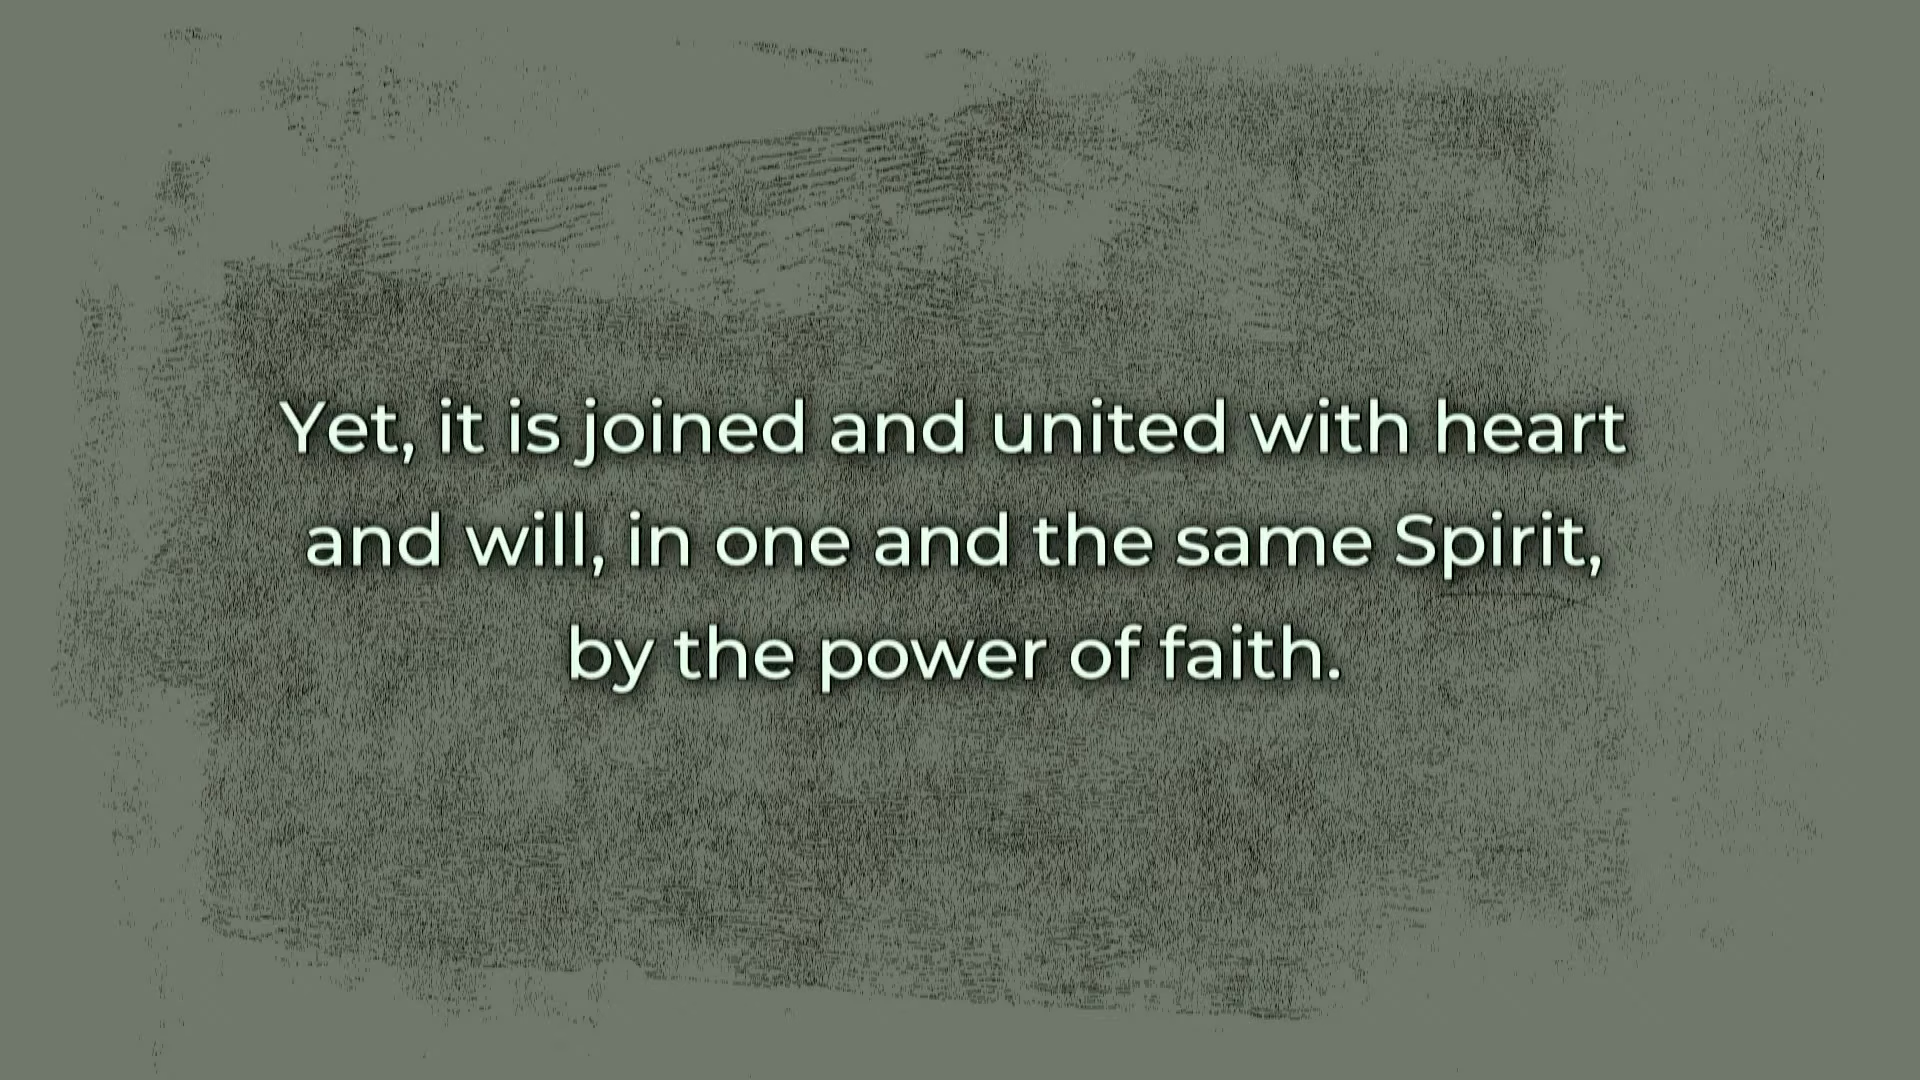 Yet, it is joined and united with heart
and will, in one and the same Spirit,
by the power of faith.